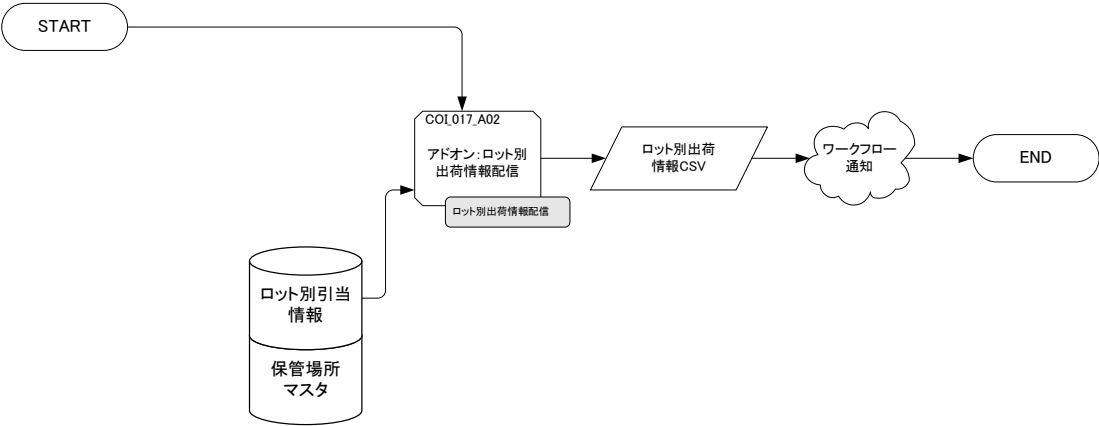 START
COI_017_A02
アドオン：ロット別
出荷情報配信
ロット別出荷情報配信
ロット別出荷
情報CSV
ワークフロー
通知
END
ロット別引当
情報
保管場所
マスタ